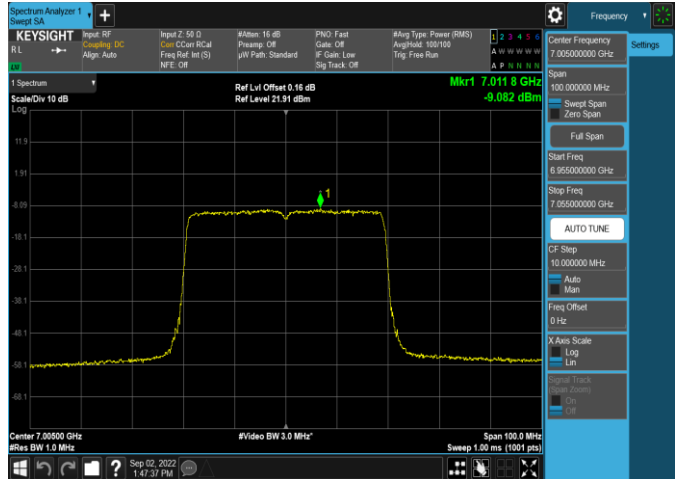 Spectrum Analyzer 1
Swept SA
+
Frequency
KEYSIGHT
RL
Input: RF
Coupling: DC
Align: Auto
Input Z: 50 Ω
Corr CCorr RCal
Freq Ref: Int (S)
NFE: Off
#Atten: 16 dB
Preamp: Off
µW Path: Standard
PNO: Fast
Gate: Off
IF Gain: Low
Sig Track: Off
#Avg Type: Power (RMS)
Avg|Hold: 100/100
Trig: Free Run
1 2 3 4 5 6
A W W W W W
A P N N N N
1 Spectrum
Scale/Div 10 dB
Log
Ref Lvl Offset 0.16 dB
Ref Level 21.91 dBm
Mkr1 7.011 8 GHz
-9.082 dBm
11.9
1.91
-8.09
-18.1
-28.1
-38.1
-48.1
-58.1
-68.1
1
Center 7.00500 GHz
#Res BW 1.0 MHz
#Video BW 3.0 MHz*
Span 100.0 MHz
Sweep 1.00 ms (1001 pts)
Sep 02, 2022
1:47:37 PM
Center Frequency
7.005000000 GHz
Settings
Span
100.000000 MHz
Swept Span
Zero Span
Full Span
Start Freq
6.955000000 GHz
Stop Freq
7.055000000 GHz
AUTO TUNE
CF Step
10.000000 MHz
Auto
Man
Freq Offset
0 Hz
X Axis Scale
Log
Lin
Signal Track
(Span Zoom)
On
Off